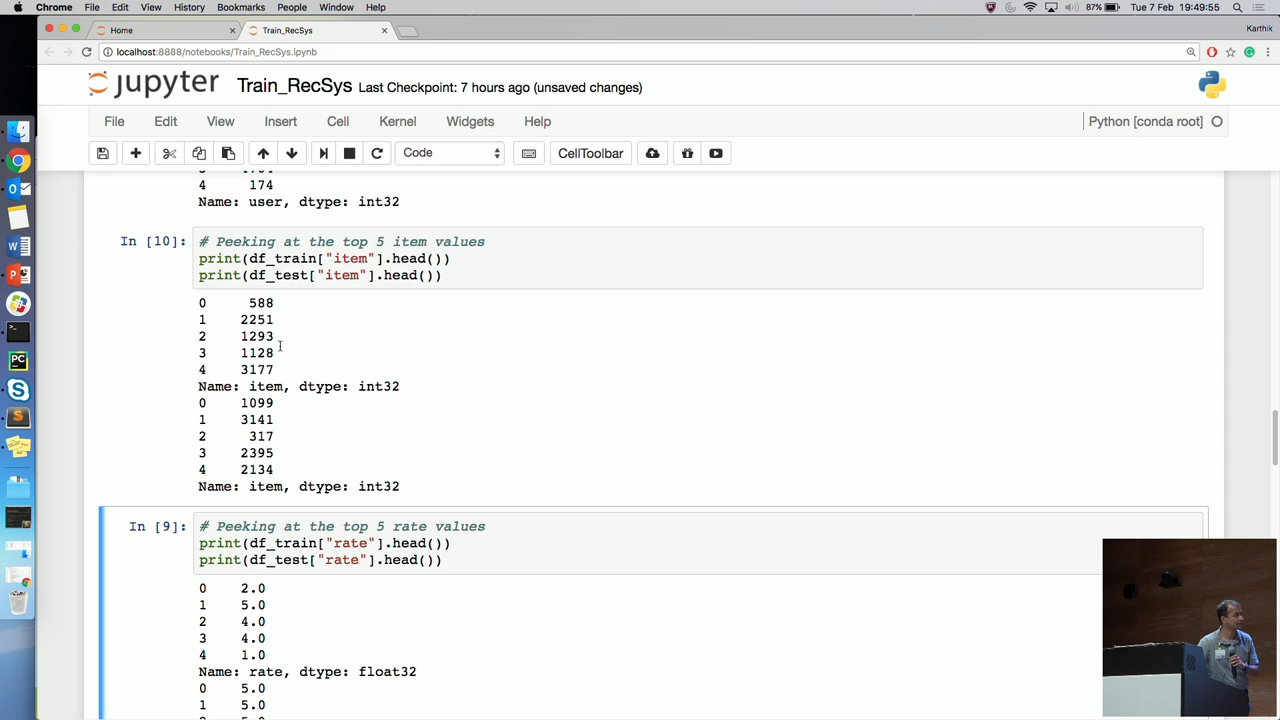 Chrome File Edit View History Bookmarks People Window Help 87% Tue 7 Feb 19:49:55
Home Train_RecSys Karthik
localhost:8888/notebooks/Train_RecSys.ipynb
jupyter Train_RecSys Last Checkpoint: 7 hours ago (unsaved changes)
File Edit View Insert Cell Kernel Widgets Help Python [conda root]
Code CellToolbar
4 174
Name: user, dtype: int32
In [10]: # Peeking at the top 5 item values
print(df_train["item"].head())
print(df_test["item"].head())
0 588
1 2251
2 1293
3 1128
4 3177
Name: item, dtype: int32
0 1099
1 3141
2 317
3 2395
4 2134
Name: item, dtype: int32
In [9]: # Peeking at the top 5 rate values
print(df_train["rate"].head())
print(df_test["rate"].head())
0 2.0
1 5.0
2 4.0
3 4.0
4 1.0
Name: rate, dtype: float32
0 5.0
1 5.0